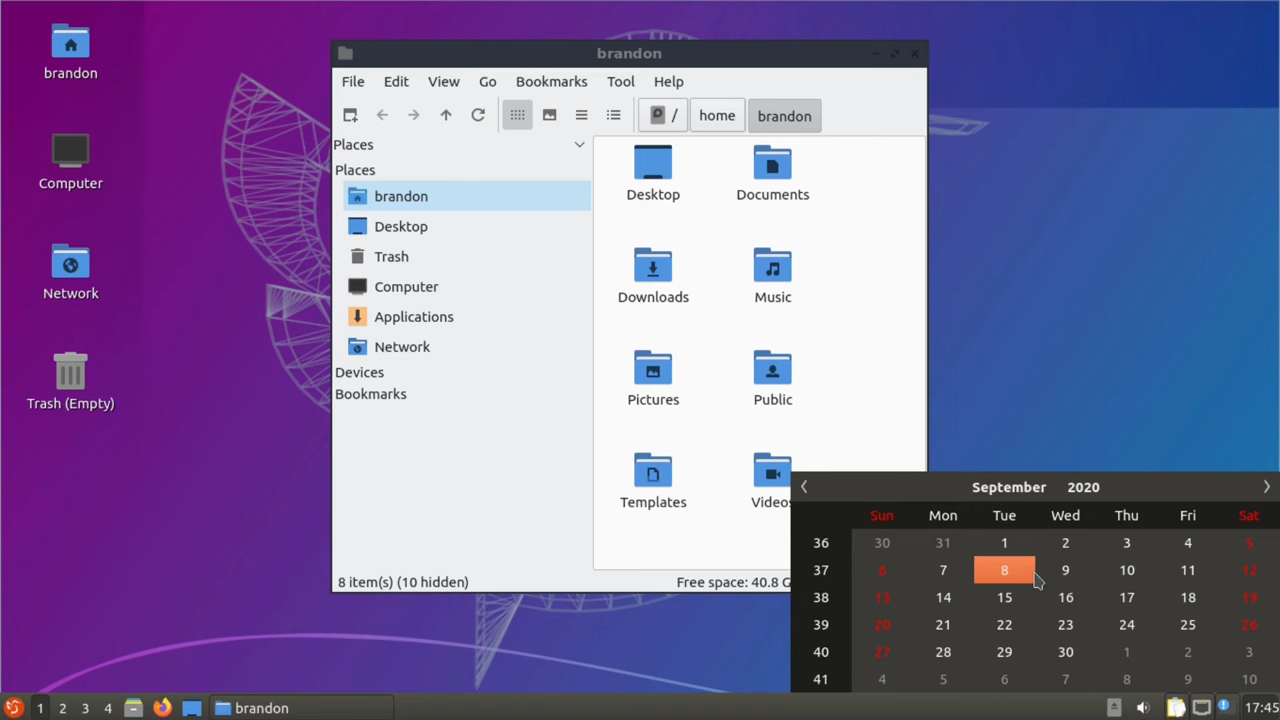 brandon
Computer
Network
Trash (Empty)
brandon
File Edit View Go Bookmarks Tool Help
/ home brandon
Places
Places
brandon
Desktop
Trash
Computer
Applications
Network
Devices
Bookmarks
Desktop Documents
Downloads Music
Pictures Public
Templates Videos
8 item(s) (10 hidden) Free space: 40.8 G
September 2020
Sun Mon Tue Wed Thu Fri Sat
36 30 31 1 2 3 4 5
37 6 7 8 9 10 11 12
38 13 14 15 16 17 18 19
39 20 21 22 23 24 25 26
40 27 28 29 30 1 2 3
41 4 5 6 7 8 9 10
1 2 3 4 brandon 17:45